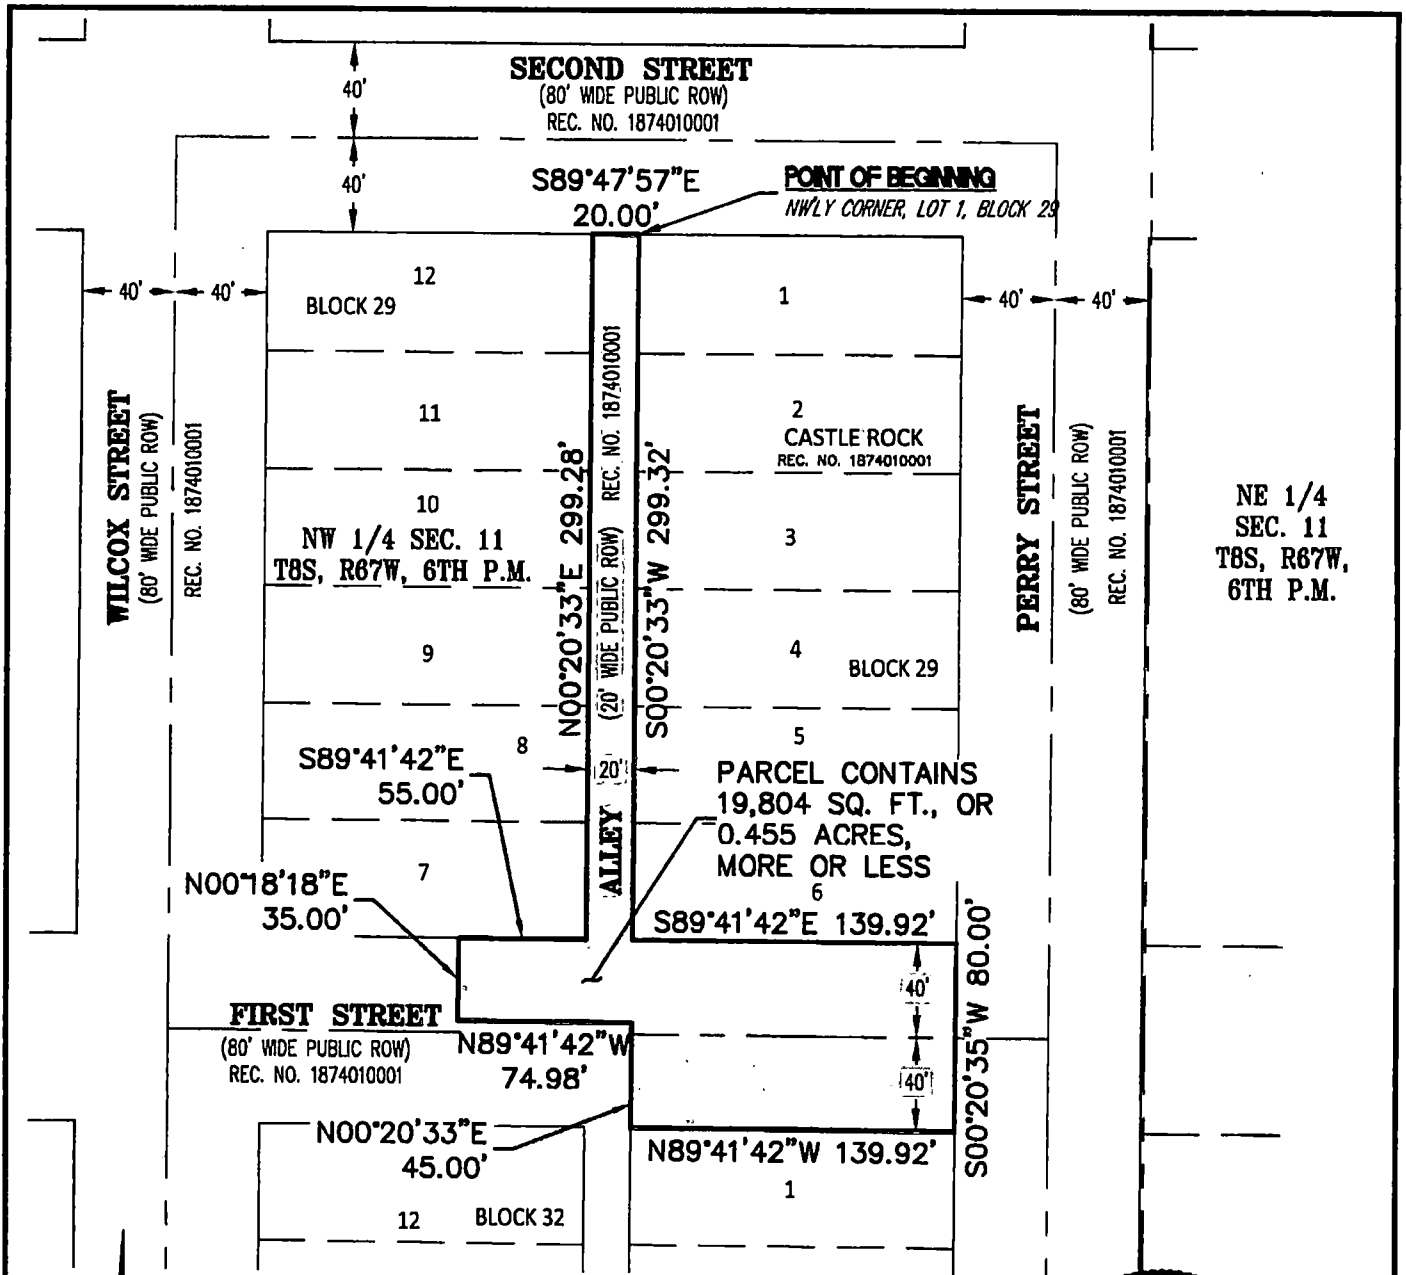 SECOND STREET
(80' WIDE PUBLIC ROW)
REC. NO. 1874010001
40'
40'
S89°47'57"E
20.00'
POINT OF BEGINNING
NW'LY CORNER, LOT 1, BLOCK 29
40'
40'
12
BLOCK 29
1
40'
40'
WILCOX STREET
(80' WIDE PUBLIC ROW)
REC. NO. 1874010001
11
10
NW 1/4 SEC. 11
T8S, R67W, 6TH P.M.
9
8
7
N00°20'33"E 299.28'
ALLEY
(20' WIDE PUBLIC ROW)
REC. NO. 1874010001
20'
S00°20'33"W 299.32'
2
CASTLE ROCK
REC. NO. 1874010001
3
4
BLOCK 29
5
PERRY STREET
(80' WIDE PUBLIC ROW)
REC. NO. 1874010001
NE 1/4
SEC. 11
T8S, R67W,
6TH P.M.
S89°41'42"E
55.00'
PARCEL CONTAINS
19,804 SQ. FT., OR
0.455 ACRES,
MORE OR LESS
6
N00°18'18"E
35.00'
S89°41'42"E 139.92'
S00°20'35"W 80.00'
40'
40'
FIRST STREET
(80' WIDE PUBLIC ROW)
REC. NO. 1874010001
N89°41'42"W
74.98'
N00°20'33"E
45.00'
N89°41'42"W 139.92'
1
12
BLOCK 32